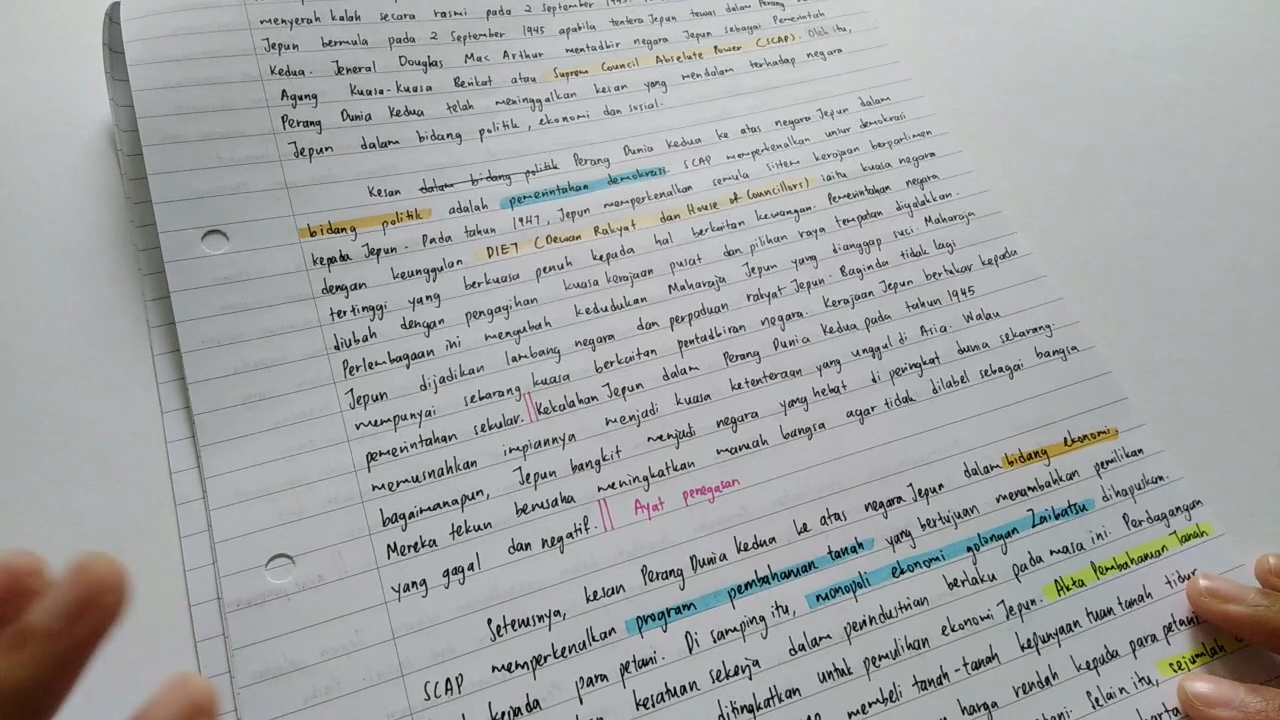 menyerah kalah secara rasmi pada 2 September 1945.
Jepun bermula pada 2 September 1945 apabila tentera Jepun tewas dalam Perang
Kedua. Jeneral Douglas Mac Arthur mentadbir negara Jepun sebagai Pemerintah
Agung Kuasa-kuasa Berikat atau Suprem Council Absolute Power (SCAP). Oleh itu,
Perang Dunia Kedua telah meninggalkan kesan yang mendalam terhadap negara
Jepun dalam bidang politik, ekonomi dan sosial.
Kesan dalam bidang politik Perang Dunia Kedua ke atas negara Jepun dalam
bidang politik adalah pemerintahan demokrasi. SCAP memperkenalkan unsur demokrasi
kepada Jepun. Pada tahun 1947, Jepun memperkenalkan semula sistem kerajaan berparlimen
dengan keunggulan DIET (Dewan Rakyat dan House of Councillors) iaitu kuasa negara
tertinggi yang berkuasa penuh kepada hal berkaitan kewangan. Pemerintahan negara
diubah dengan pengagihan kuasa kerajaan pusat dan pilihan raya tempatan digalakkan.
Perlembagaan ini mengubah kedudukan Maharaja Jepun yang dianggap suci. Maharaja
Jepun dijadikan lambang negara dan perpaduan rakyat Jepun. Baginda tidak lagi
mempunyai sebarang kuasa berkaitan pentadbiran negara. Kerajaan Jepun bertukar kepada
pemerintahan sekular. Kekalahan Jepun dalam Perang Dunia Kedua pada tahun 1945
memusnahkan impiannya menjadi kuasa ketenteraan yang unggul di Asia. Walau
bagaimanapun, Jepun bangkit menjadi negara yang hebat di peringkat dunia sekarang.
Mereka tekun berusaha meningkatkan maruah bangsa agar tidak dilabel sebagai bangsa
yang gagal dan negatif. Ayat penegasan
Seterusnya, kesan Perang Dunia Kedua ke atas negara Jepun dalam bidang ekonomi,
SCAP memperkenalkan program pembahanian tanah yang bertujuan menambahkan pemilikan
kepada para petani. Di samping itu, monopoli ekonomi golongan Zaibatsu dihapuskan.
kesatuan sekerja dalam perindustrian berlaku pada masa ini. Perdagangan
ditingkatkan untuk pemulihan ekonomi Jepun. Akta Pembahanian Tanah
membeli tanah-tanah kepunyaan tuan tanah tidur
harga rendah kepada para petani
Selain itu, sejumlah